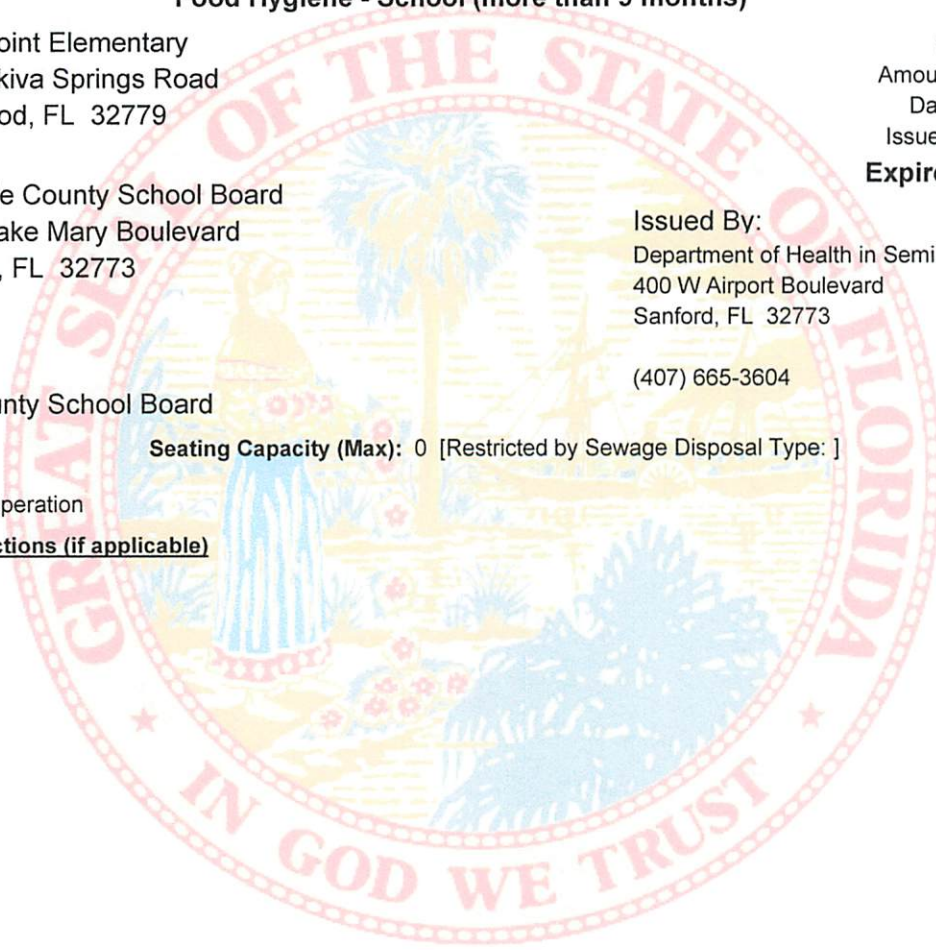 Food Hygiene - School (more than 9 months)
oint Elementary
kiva Springs Road
od, FL 32779
Amou
Da
Issue
Expire
e County School Board
ake Mary Boulevard
, FL 32773
Issued By:
Department of Health in Semi
400 W Airport Boulevard
Sanford, FL 32773
(407) 665-3604
unty School Board
Seating Capacity (Max): 0 [Restricted by Sewage Disposal Type: ]
peration
ctions (if applicable)
GREAT SEAL OF THE STATE OF FLORIDA
IN GOD WE TRUST